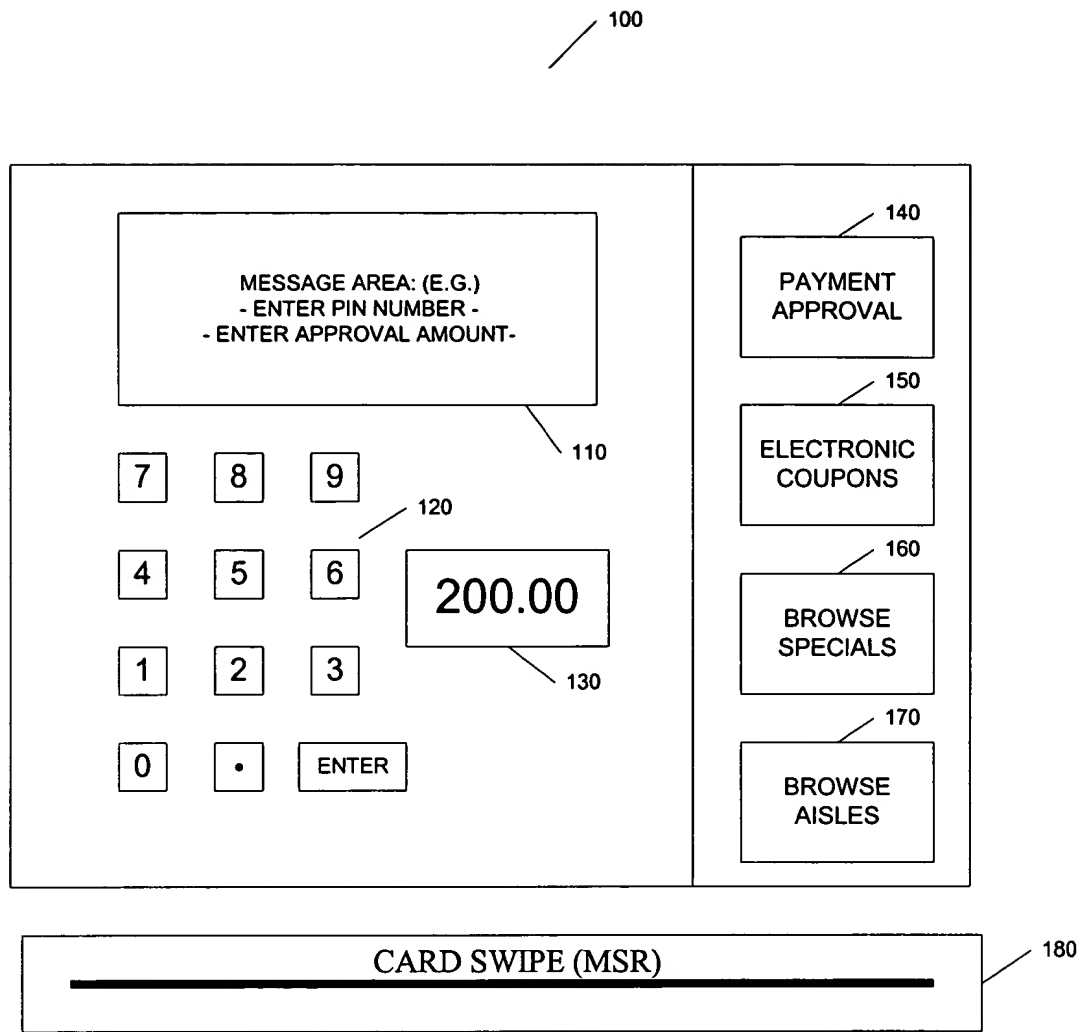 100
MESSAGE AREA: (E.G.)
- ENTER PIN NUMBER -
- ENTER APPROVAL AMOUNT-
110
7 8 9
120
4 5 6
200.00
130
1 2 3
0 • ENTER
140
PAYMENT
APPROVAL
150
ELECTRONIC
COUPONS
160
BROWSE
SPECIALS
170
BROWSE
AISLES
CARD SWIPE (MSR)
180